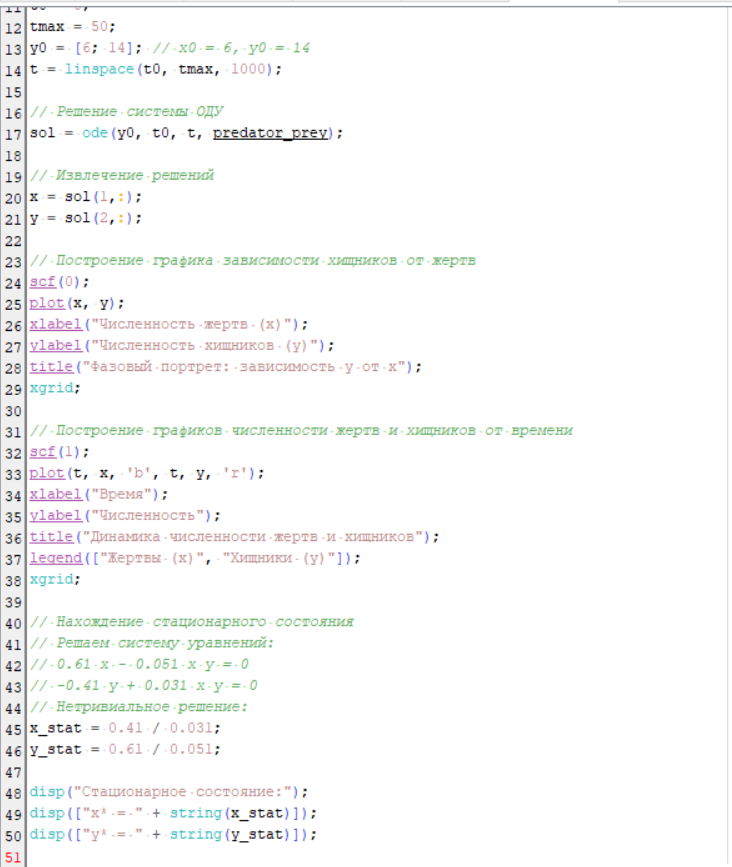 12 tmax = 50;
13 y0 = [6; 14]; // x0 = 6, y0 = 14
14 t = linspace(t0, tmax, 1000);
15
16 // Решение системы ОДУ
17 sol = ode(y0, t0, t, predator_prey);
18
19 // Извлечение решений
20 x = sol(1,:);
21 y = sol(2,:);
22
23 // Построение графика зависимости хищников от жертв
24 scf(0);
25 plot(x, y);
26 xlabel("Численность жертв (x)");
27 ylabel("Численность хищников (y)");
28 title("Фазовый портрет: зависимость y от x");
29 xgrid;
30
31 // Построение графиков численности жертв и хищников от времени
32 scf(1);
33 plot(t, x, 'b', t, y, 'r');
34 xlabel("Время");
35 ylabel("Численность");
36 title("Динамика численности жертв и хищников");
37 legend(["Жертвы (x)", "Хищники (y)"]);
38 xgrid;
39
40 // Нахождение стационарного состояния
41 // Решаем систему уравнений:
42 // 0.61 x - 0.051 x y = 0
43 // -0.41 y + 0.031 x y = 0
44 // Нетривиальное решение:
45 x_stat = 0.41 / 0.031;
46 y_stat = 0.61 / 0.051;
47
48 disp("Стационарное состояние:");
49 disp(["x* = " + string(x_stat)]);
50 disp(["y* = " + string(y_stat)]);
51